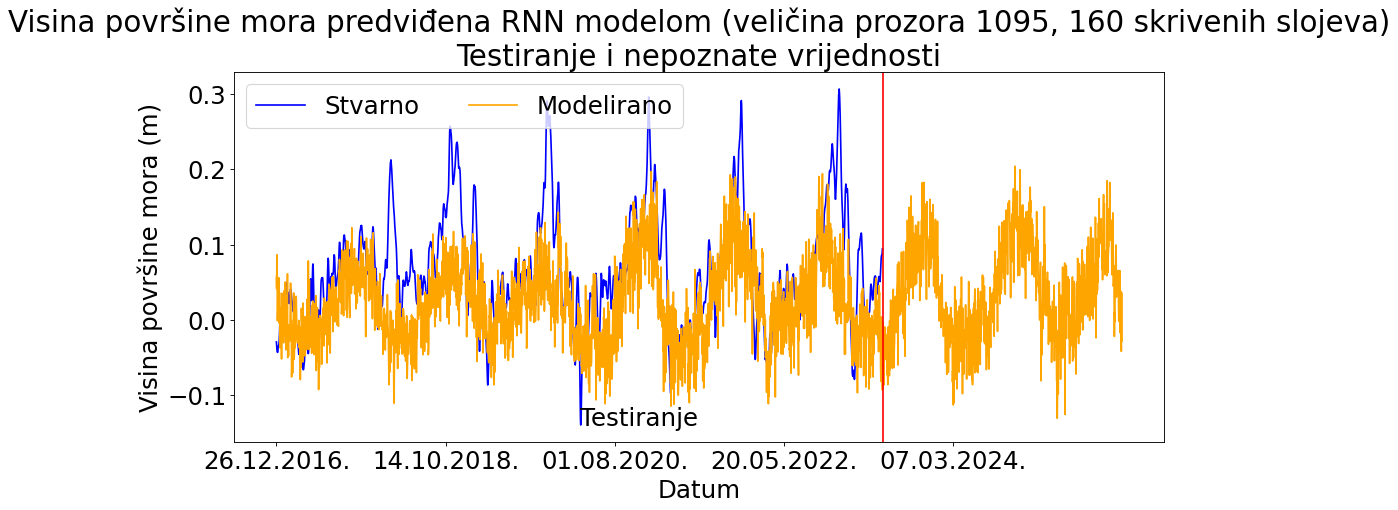 Visina površine mora predviđena RNN modelom (veličina prozora 1095, 160 skrivenih slojeva)
Testiranje i nepoznate vrijednosti
Stvarno Modelirano
Visina površine mora (m)
0.3
0.2
0.1
0.0
−0.1
Testiranje
26.12.2016. 14.10.2018. 01.08.2020. 20.05.2022. 07.03.2024.
Datum